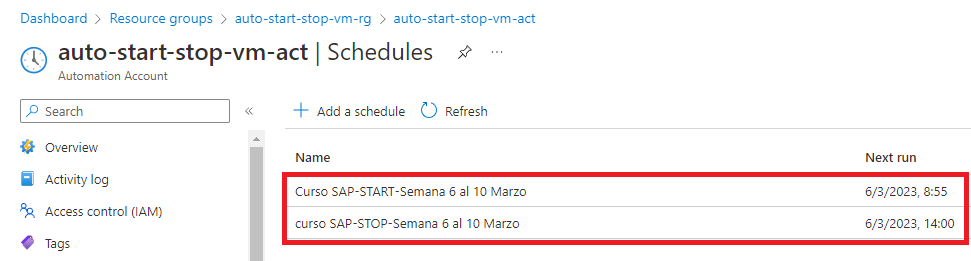 Dashboard > Resource groups > auto-start-stop-vm-rg > auto-start-stop-vm-act
auto-start-stop-vm-act | Schedules ...
Automation Account
Search «
+ Add a schedule Refresh
Overview
Activity log
Access control (IAM)
Tags
Name Next run
Curso SAP-START-Semana 6 al 10 Marzo 6/3/2023, 8:55
curso SAP-STOP-Semana 6 al 10 Marzo 6/3/2023, 14:00